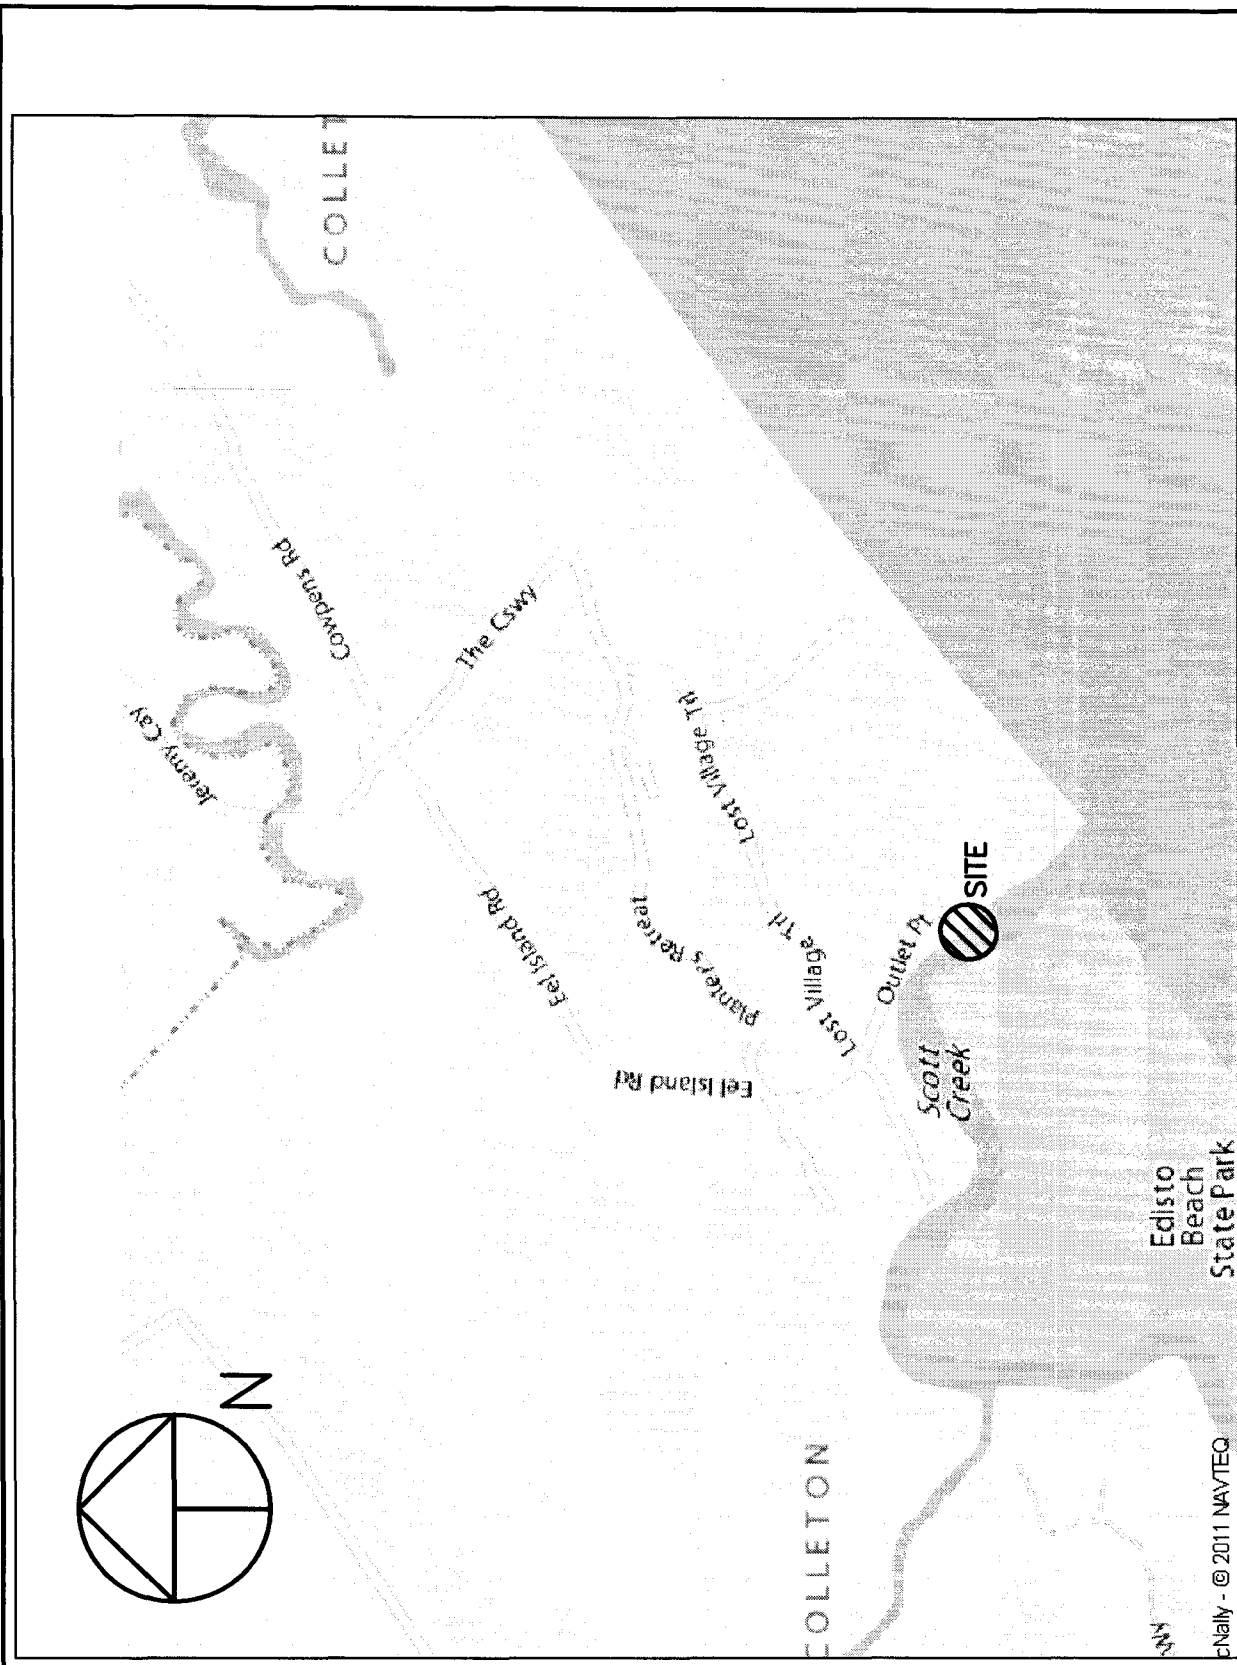 N
COLLET
Jeremy Cay
Cowpens Rd
The Cswy
Eel Island Rd
Lost Village Trl
Planters Retreat
Lost Village Trl
Eel Island Rd
Outlet Pt
SITE
Scott
Creek
COLLETON
Edisto
Beach
State Park
cNally - © 2011 NAVTEQ